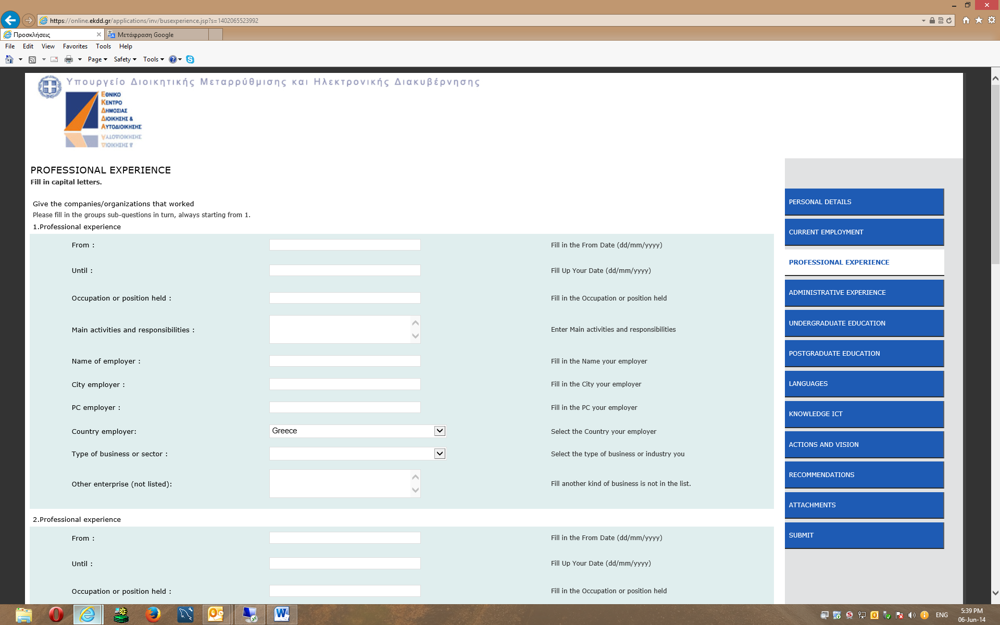 https://online.ekdd.gr/applications/inv/busexperience.jsp?s=1402065523992
Προσκλήσεις
Μετάφραση Google
File Edit View Favorites Tools Help
Page Safety Tools
Υπουργείο Διοικητικής Μεταρρύθμισης και Ηλεκτρονικής Διακυβέρνησης
ΕΘΝΙΚΟ
ΚΕΝΤΡΟ
ΔΗΜΟΣΙΑΣ
ΔΙΟΙΚΗΣΗΣ &
ΑΥΤΟΔΙΟΙΚΗΣΗΣ
PROFESSIONAL EXPERIENCE
Fill in capital letters.
Give the companies/organizations that worked
Please fill in the groups sub-questions in turn, always starting from 1.
1.Professional experience
From : Fill in the From Date (dd/mm/yyyy)
Until : Fill Up Your Date (dd/mm/yyyy)
Occupation or position held : Fill in the Occupation or position held
Main activities and responsibilities : Enter Main activities and responsibilities
Name of employer : Fill in the Name your employer
City employer : Fill in the City your employer
PC employer : Fill in the PC your employer
Country employer: Greece Select the Country your employer
Type of business or sector : Select the type of business or industry you
Other enterprise (not listed): Fill another kind of business is not in the list.
2.Professional experience
From : Fill in the From Date (dd/mm/yyyy)
Until : Fill Up Your Date (dd/mm/yyyy)
Occupation or position held : Fill in the Occupation or position held
PERSONAL DETAILS
CURRENT EMPLOYMENT
PROFESSIONAL EXPERIENCE
ADMINISTRATIVE EXPERIENCE
UNDERGRADUATE EDUCATION
POSTGRADUATE EDUCATION
LANGUAGES
KNOWLEDGE ICT
ACTIONS AND VISION
RECOMMENDATIONS
ATTACHMENTS
SUBMIT
ENG
5:39 PM
06-Jun-14